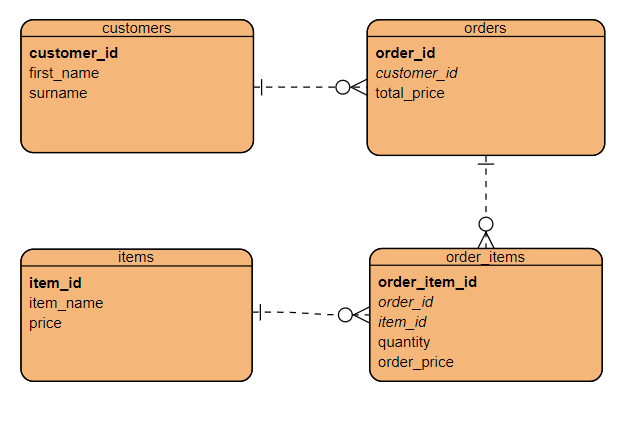 customers
customer_id
first_name
surname
orders
order_id
customer_id
total_price
items
item_id
item_name
price
order_items
order_item_id
order_id
item_id
quantity
order_price